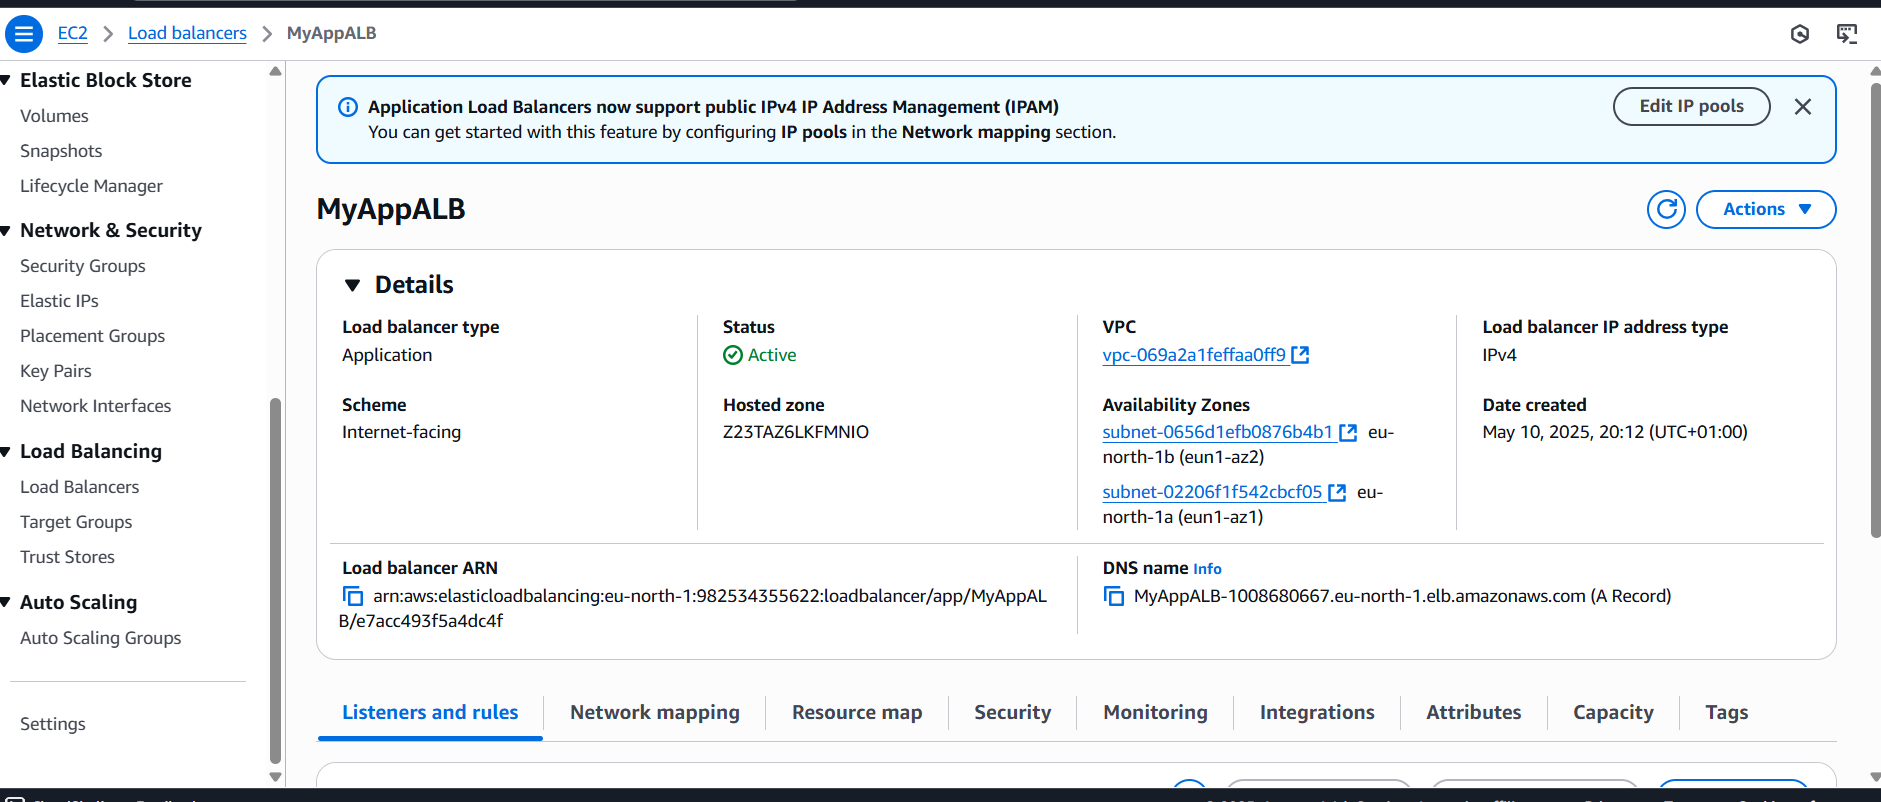 EC2 Load balancers MyAppALB
Elastic Block Store
Volumes
Snapshots
Lifecycle Manager
Network & Security
Security Groups
Elastic IPs
Placement Groups
Key Pairs
Network Interfaces
Load Balancing
Load Balancers
Target Groups
Trust Stores
Auto Scaling
Auto Scaling Groups
Settings
Application Load Balancers now support public IPv4 IP Address Management (IPAM)
You can get started with this feature by configuring IP pools in the Network mapping section.
Edit IP pools
MyAppALB
Actions
Details
Load balancer type
Application
Status
Active
VPC
vpc-069a2a1feffaa0ff9
Load balancer IP address type
IPv4
Scheme
Internet-facing
Hosted zone
Z23TAZ6LKFMNIO
Availability Zones
subnet-0656d1efb0876b4b1 eu-
north-1b (eun1-az2)
subnet-02206f1f542cbcf05 eu-
north-1a (eun1-az1)
Date created
May 10, 2025, 20:12 (UTC+01:00)
Load balancer ARN
arn:aws:elasticloadbalancing:eu-north-1:982534355622:loadbalancer/app/MyAppAL
B/e7acc493f5a4dc4f
DNS name Info
MyAppALB-1008680667.eu-north-1.elb.amazonaws.com (A Record)
Listeners and rules Network mapping Resource map Security Monitoring Integrations Attributes Capacity Tags